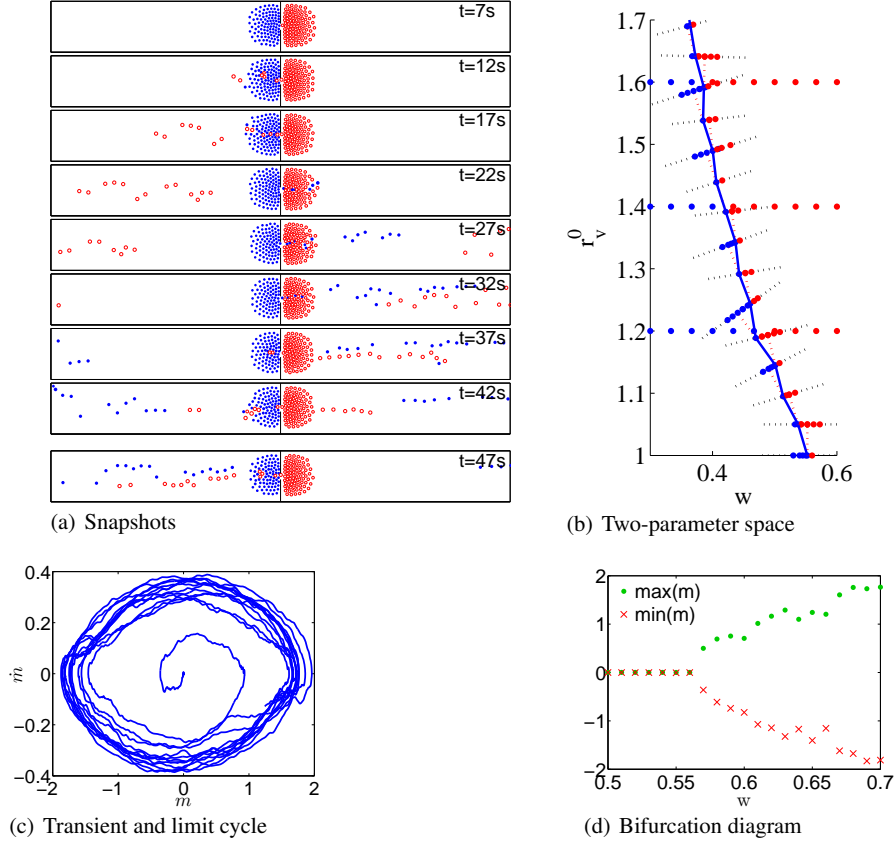 t=7s
t=12s
t=17s
t=22s
t=27s
t=32s
t=37s
t=42s
t=47s
(a) Snapshots
1.7
1.6
1.5
1.4
1.3
1.2
1.1
1
r_v^0
0.4 0.6
w
(b) Two-parameter space
0.4
0.2
0
−0.2
−0.4
ṁ
−2 −1 0 1 2
m
(c) Transient and limit cycle
2
1
0
−1
−2
max(m)
min(m)
0.5 0.55 0.6 0.65 0.7
w
(d) Bifurcation diagram